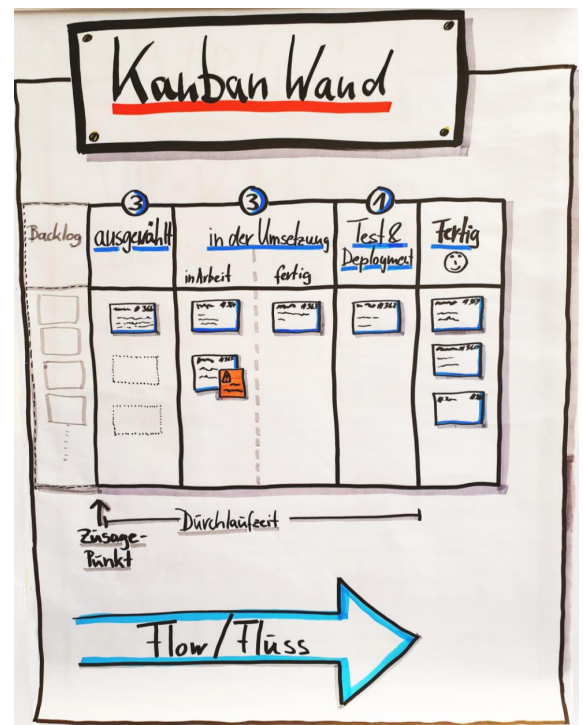 Kanban Wand
3 3 1
Backlog ausgewählt in der Umsetzung Test & Fertig
Deployment
in Arbeit fertig
Zusage-
Punkt
Durchlaufzeit
Flow/Fluss